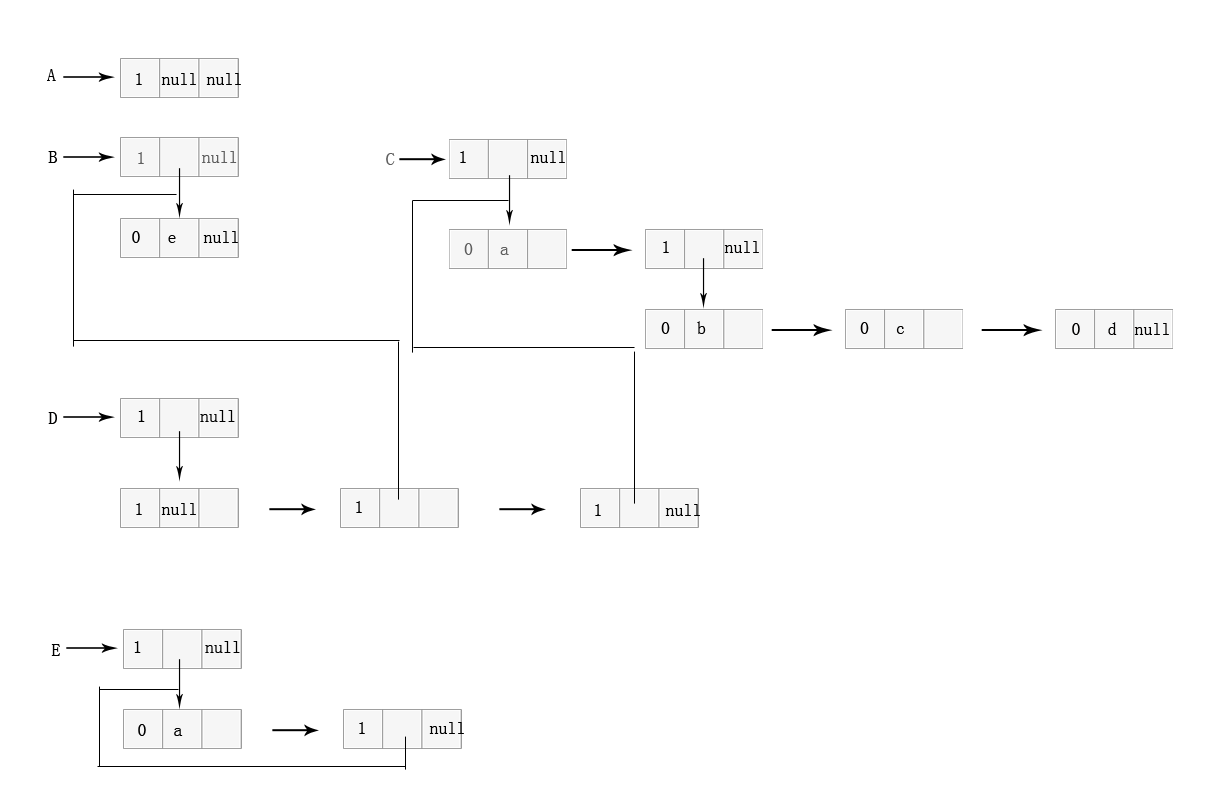 A 1 null null
B 1 null
C 1 null
0 e null
0 a
1 null
0 b
0 c
0 d null
D 1 null
1 null
1
1 null
E 1 null
0 a
1 null